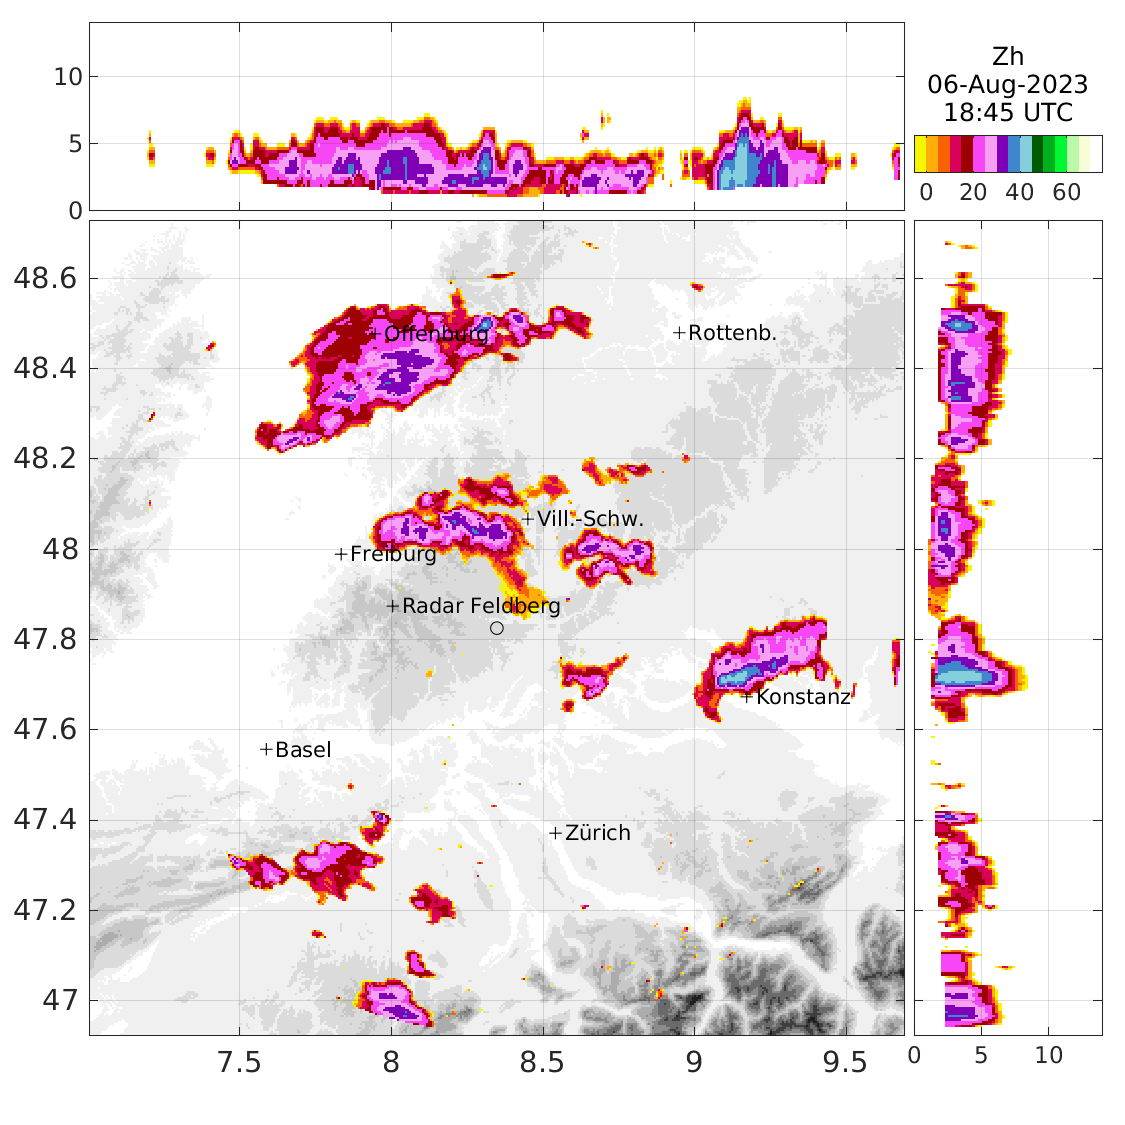 Zh
06-Aug-2023
18:45 UTC
10
5
0
0 20 40 60
48.6
48.4
48.2
48
47.8
47.6
47.4
47.2
47
Offenburg
Rottenb.
Vill.-Schw.
Freiburg
Radar Feldberg
Konstanz
Basel
Zürich
7.5 8 8.5 9 9.5
0 5 10